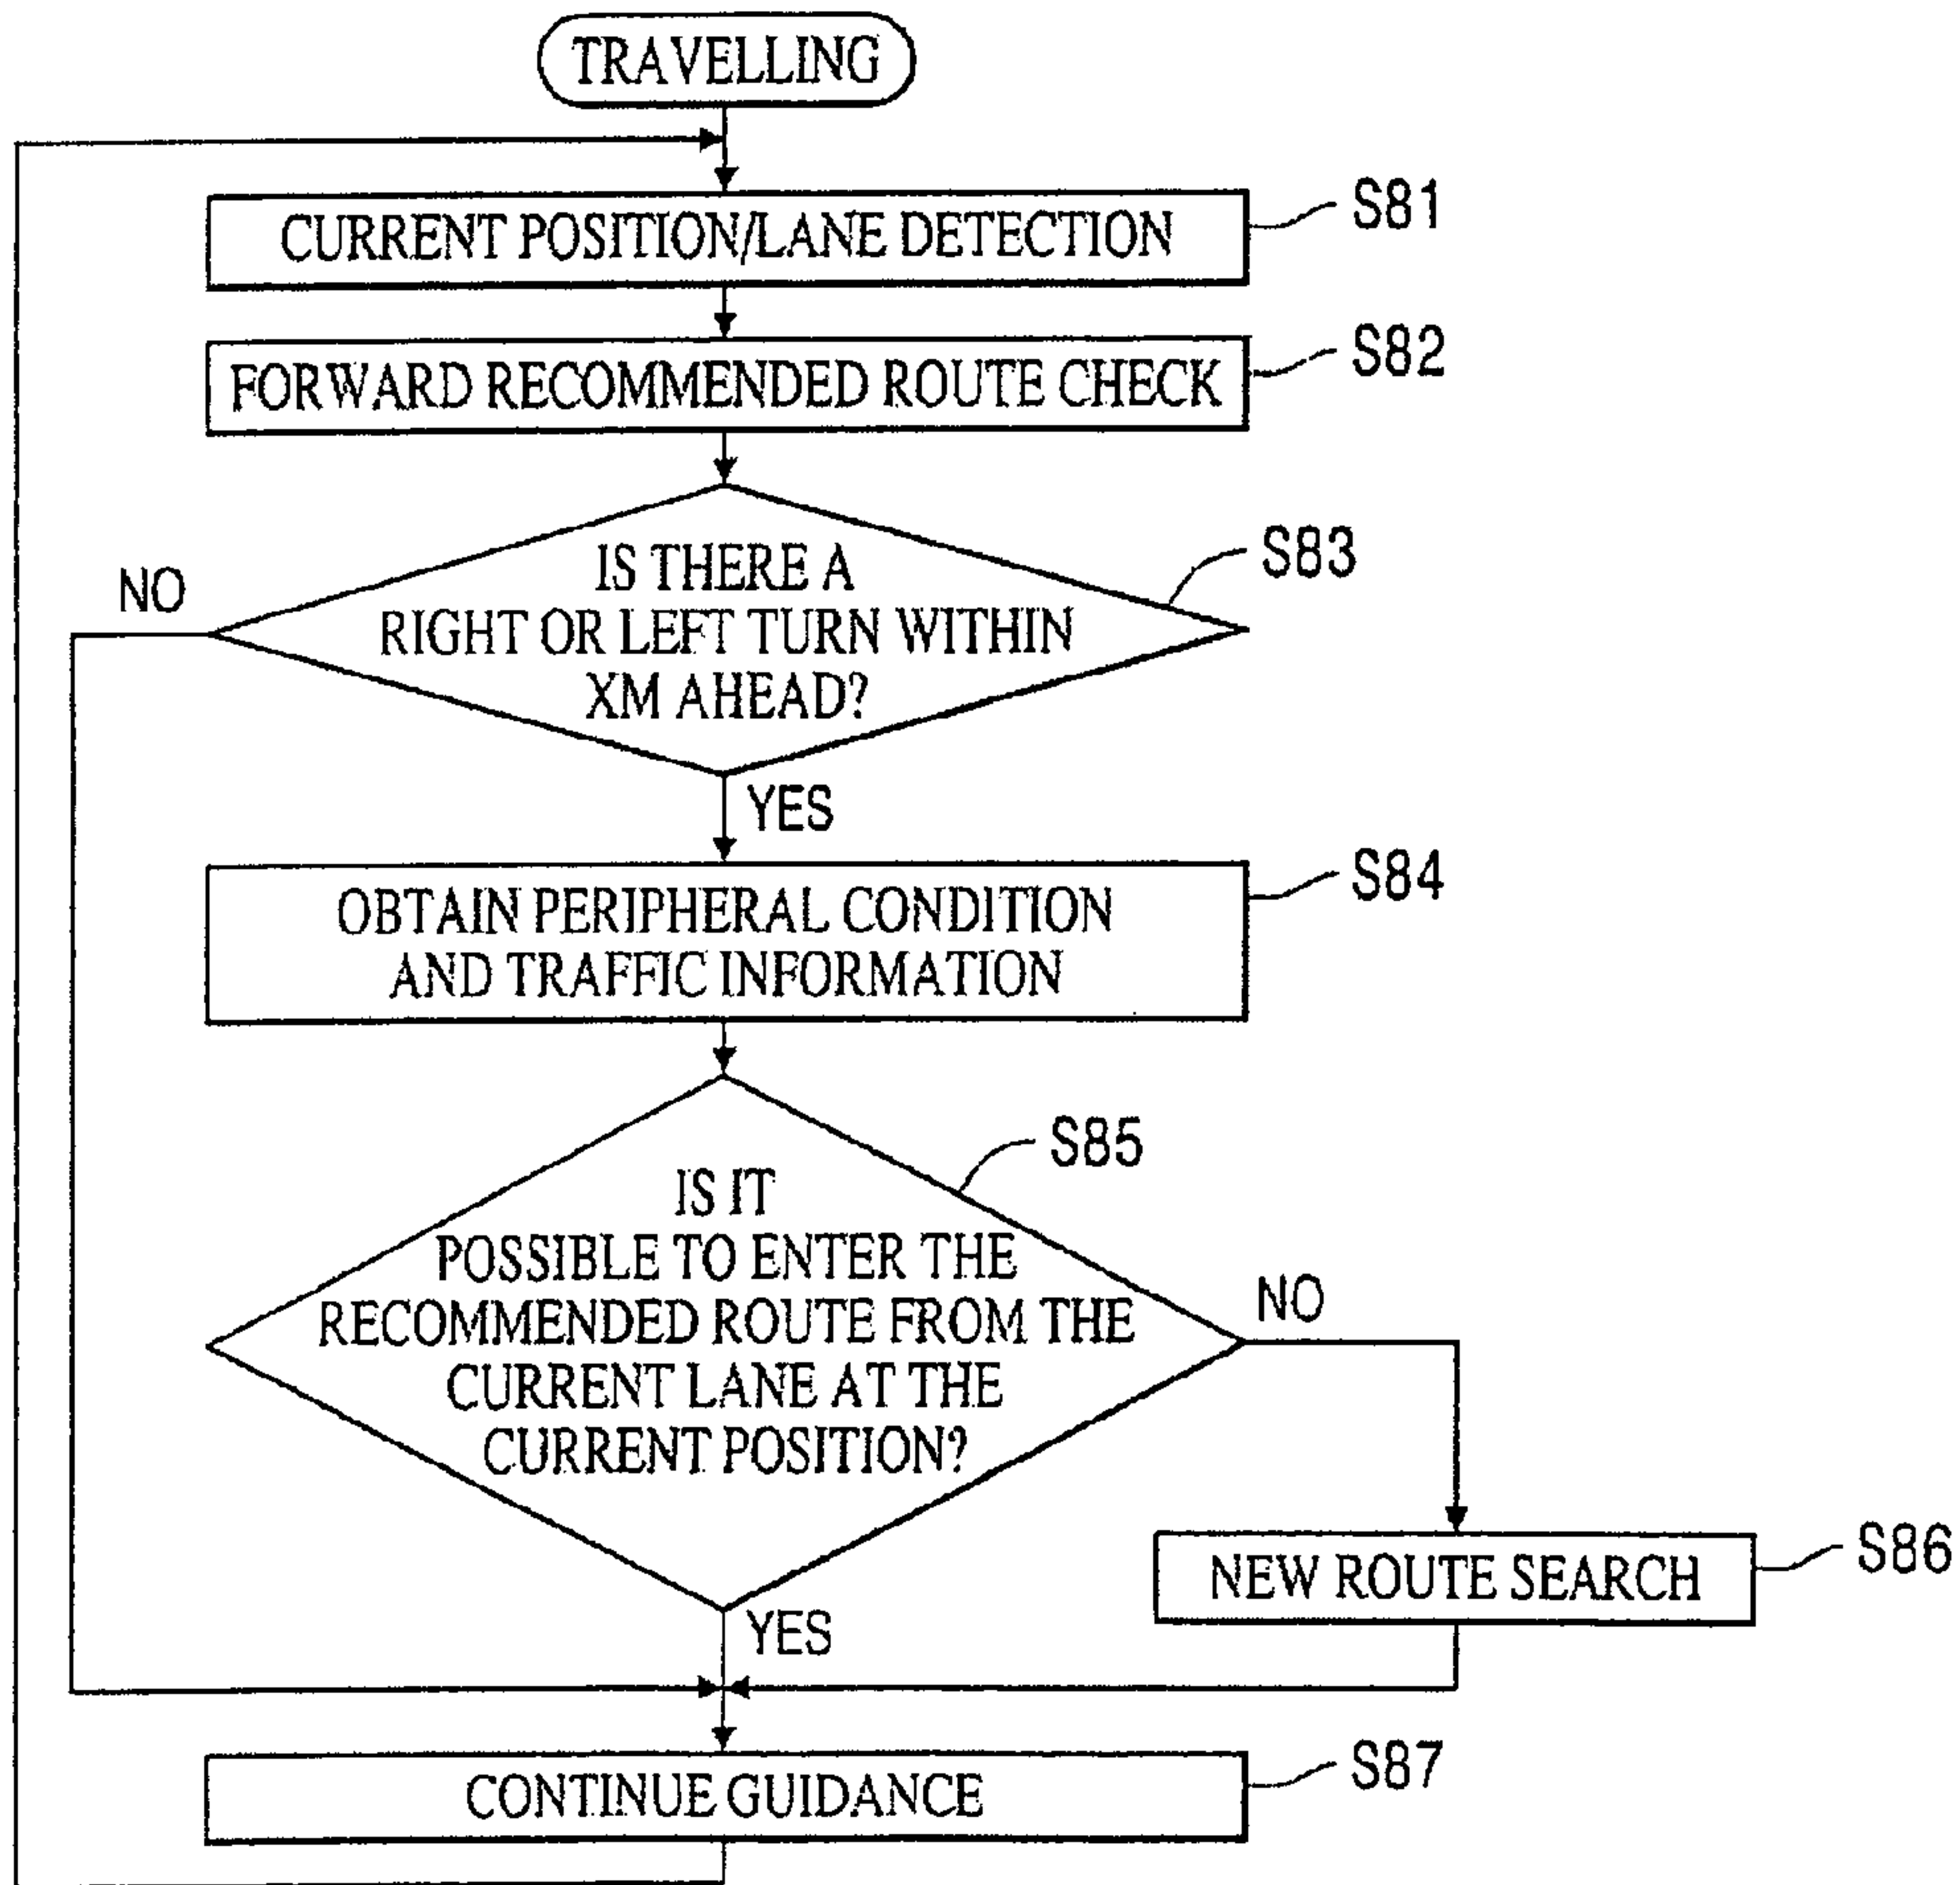 TRAVELLING
CURRENT POSITION/LANE DETECTION
S81
FORWARD RECOMMENDED ROUTE CHECK
S82
IS THERE A
RIGHT OR LEFT TURN WITHIN
XM AHEAD?
S83
NO
YES
OBTAIN PERIPHERAL CONDITION
AND TRAFFIC INFORMATION
S84
IS IT
POSSIBLE TO ENTER THE
RECOMMENDED ROUTE FROM THE
CURRENT LANE AT THE
CURRENT POSITION?
S85
NO
NEW ROUTE SEARCH
S86
YES
CONTINUE GUIDANCE
S87